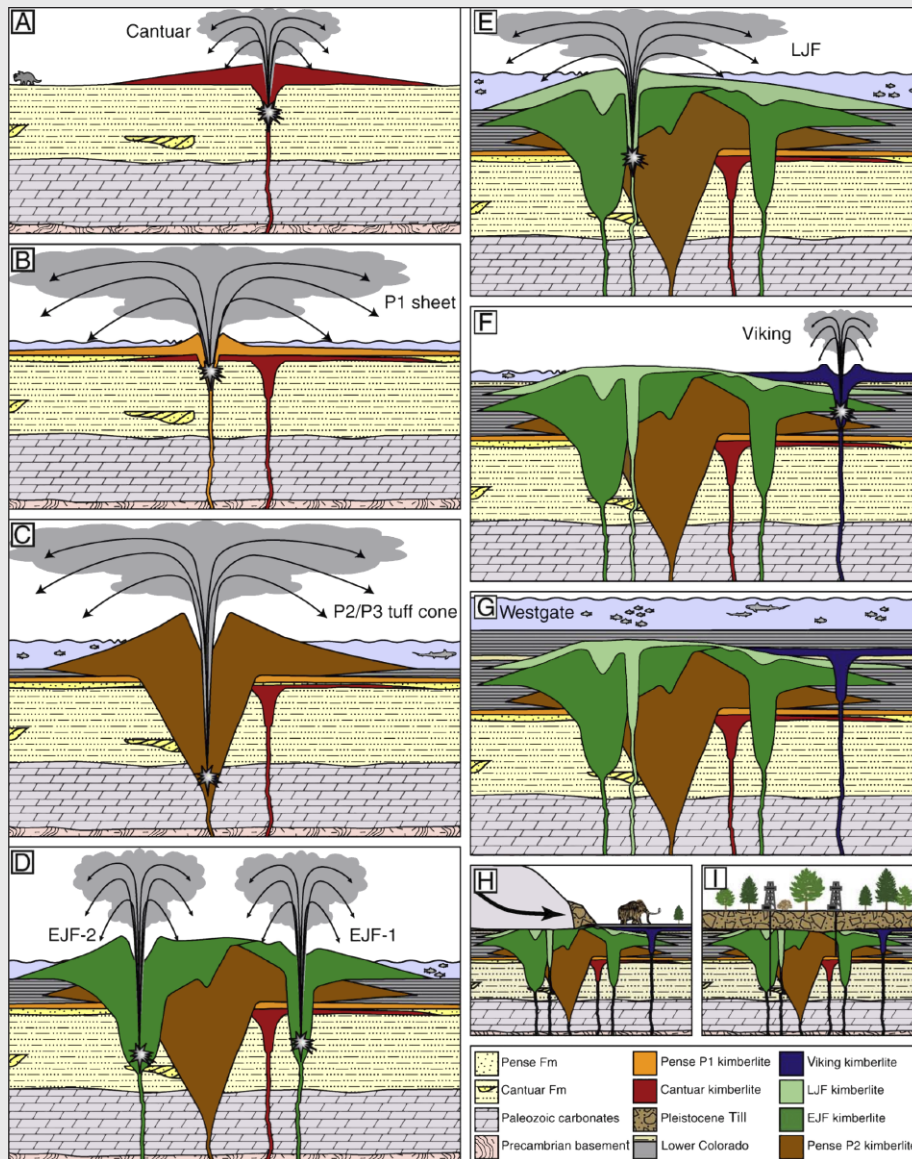 A
Cantuar
B
P1 sheet
C
P2/P3 tuff cone
D
EJF-2
EJF-1
E
LJF
F
Viking
G
Westgate
H
I
Pense Fm
Cantuar Fm
Paleozoic carbonates
Precambrian basement
Pense P1 kimberlite
Cantuar kimberlite
Pleistocene Till
Lower Colorado
Viking kimberlite
LJF kimberlite
EJF kimberlite
Pense P2 kimberlite